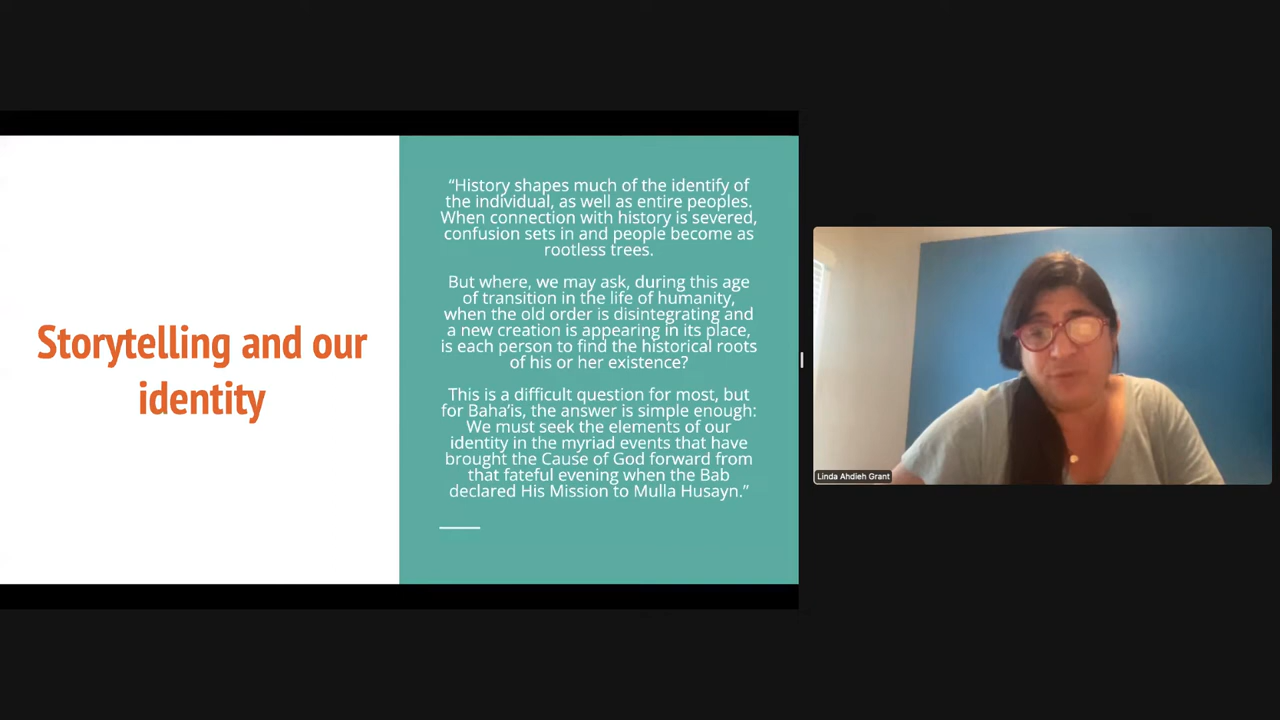 Storytelling and our
identity
“History shapes much of the identify of
the individual, as well as entire peoples.
When connection with history is severed,
confusion sets in and people become as
rootless trees.
But where, we may ask, during this age
of transition in the life of humanity,
when the old order is disintegrating and
a new creation is appearing in its place,
is each person to find the historical roots
of his or her existence?
This is a difficult question for most, but
for Baha’is, the answer is simple enough:
We must seek the elements of our
identity in the myriad events that have
brought the Cause of God forward from
that fateful evening when the Bab
declared His Mission to Mulla Husayn.”
Linda Ahdieh Grant